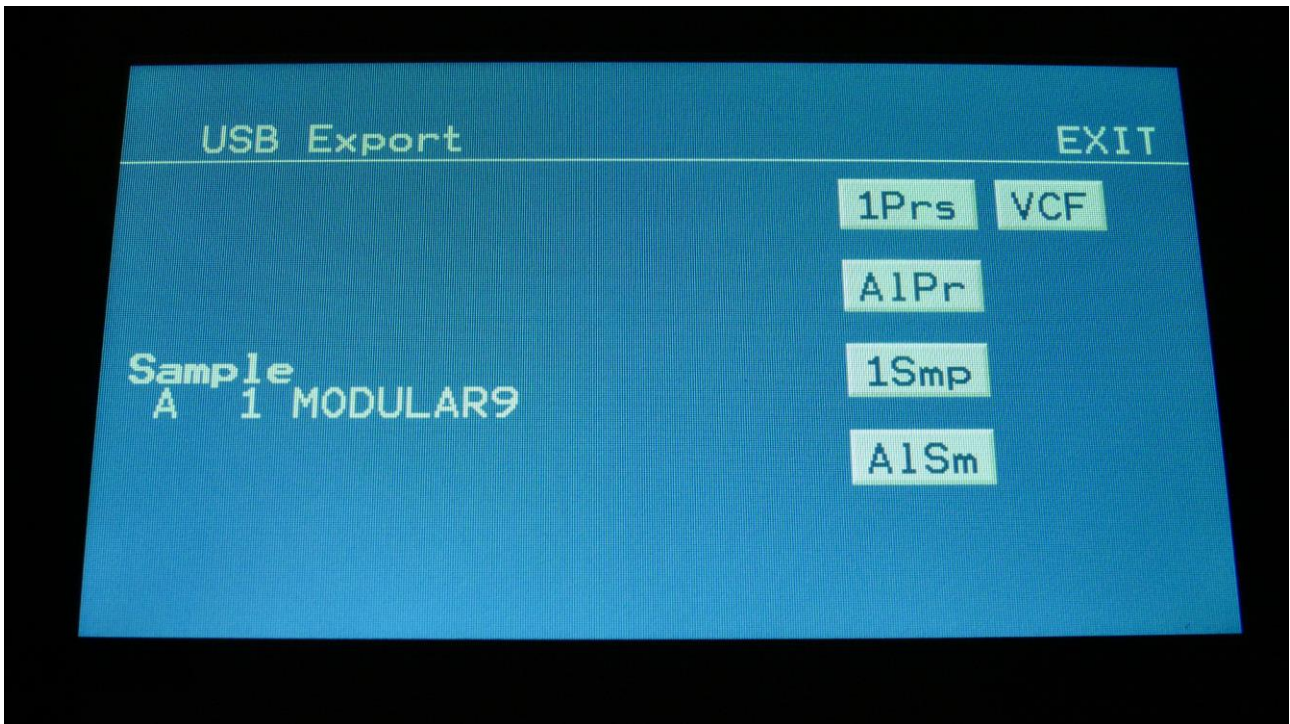 USB Export EXIT
1Prs VCF
AlPr
Sample 1Smp
A 1 MODULAR9
AlSm